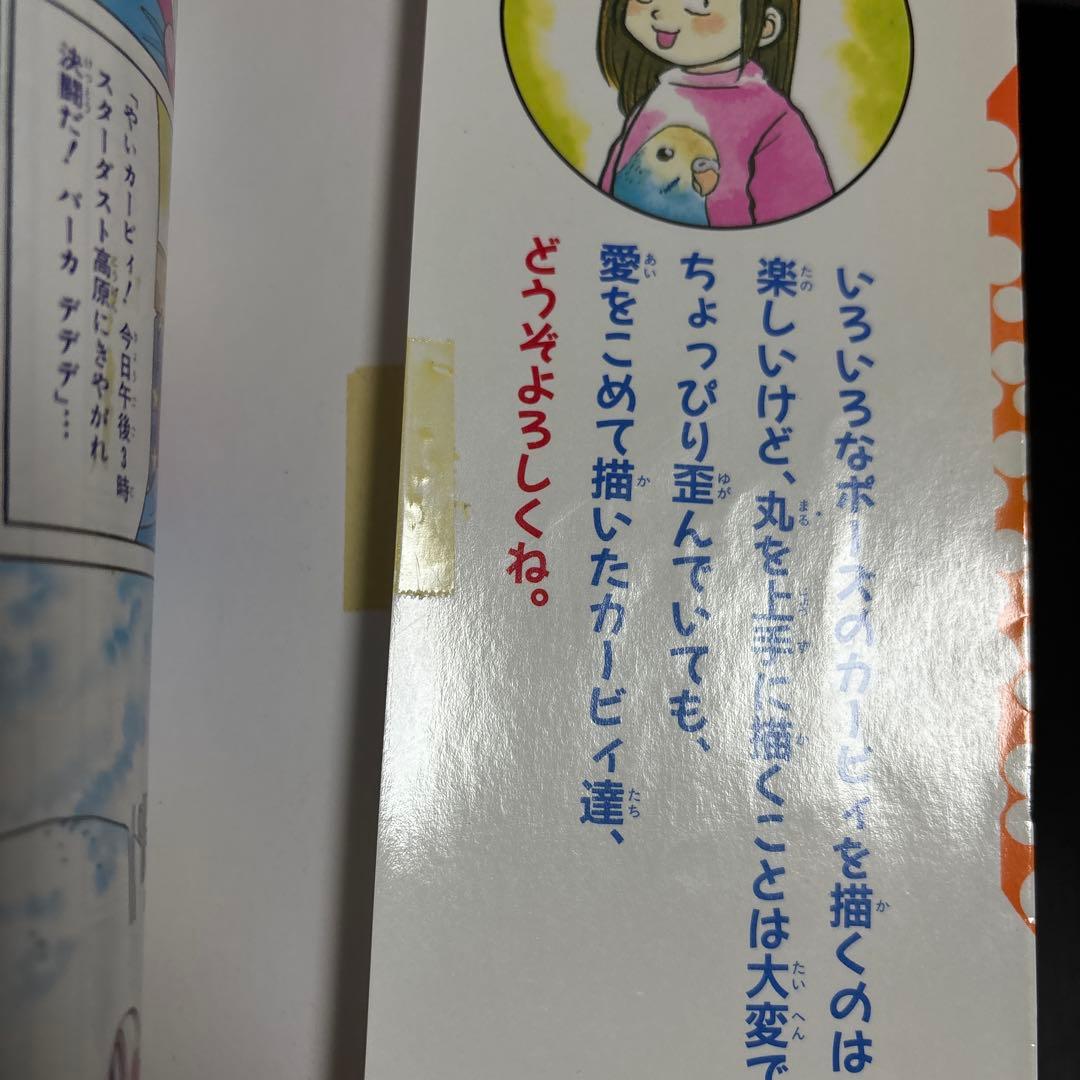 いろいろなポーズのカービィを描くのは
楽しいけど、丸を上手に描くことは大変で
ちょっぴり歪んでいても、
愛をこめて描いたカービィ達、
どうぞよろしくね。
「やいカービィ！今日午後3時
スターダスト高原にきやがれ
決闘だ！バーカ デデデ」…